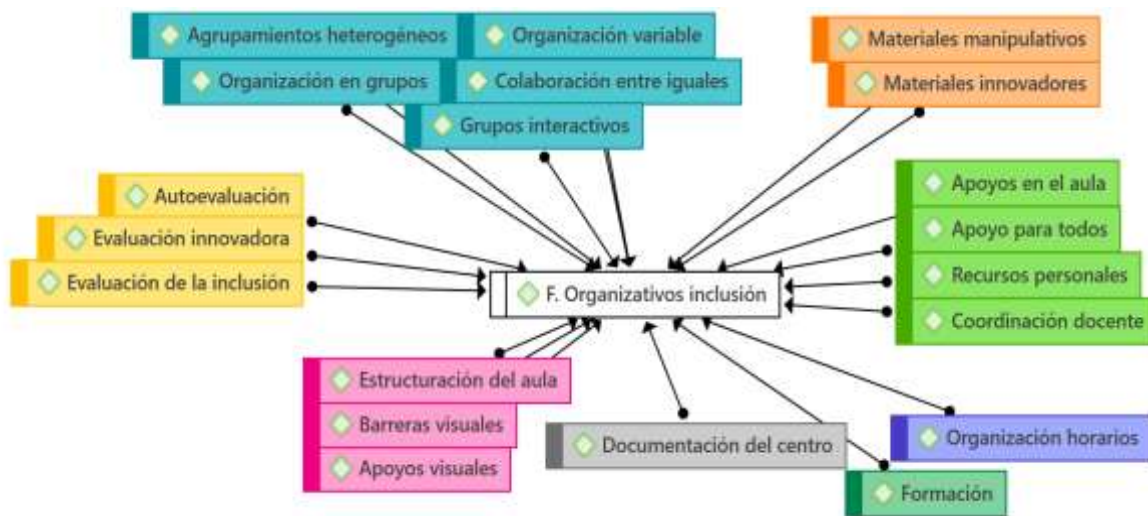 Agrupamientos heterogéneos
Organización variable
Organización en grupos
Colaboración entre iguales
Grupos interactivos
Materiales manipulativos
Materiales innovadores
Autoevaluación
Evaluación innovadora
Evaluación de la inclusión
Apoyos en el aula
Apoyo para todos
Recursos personales
Coordinación docente
F. Organizativos inclusión
Estructuración del aula
Barreras visuales
Apoyos visuales
Documentación del centro
Organización horarios
Formación